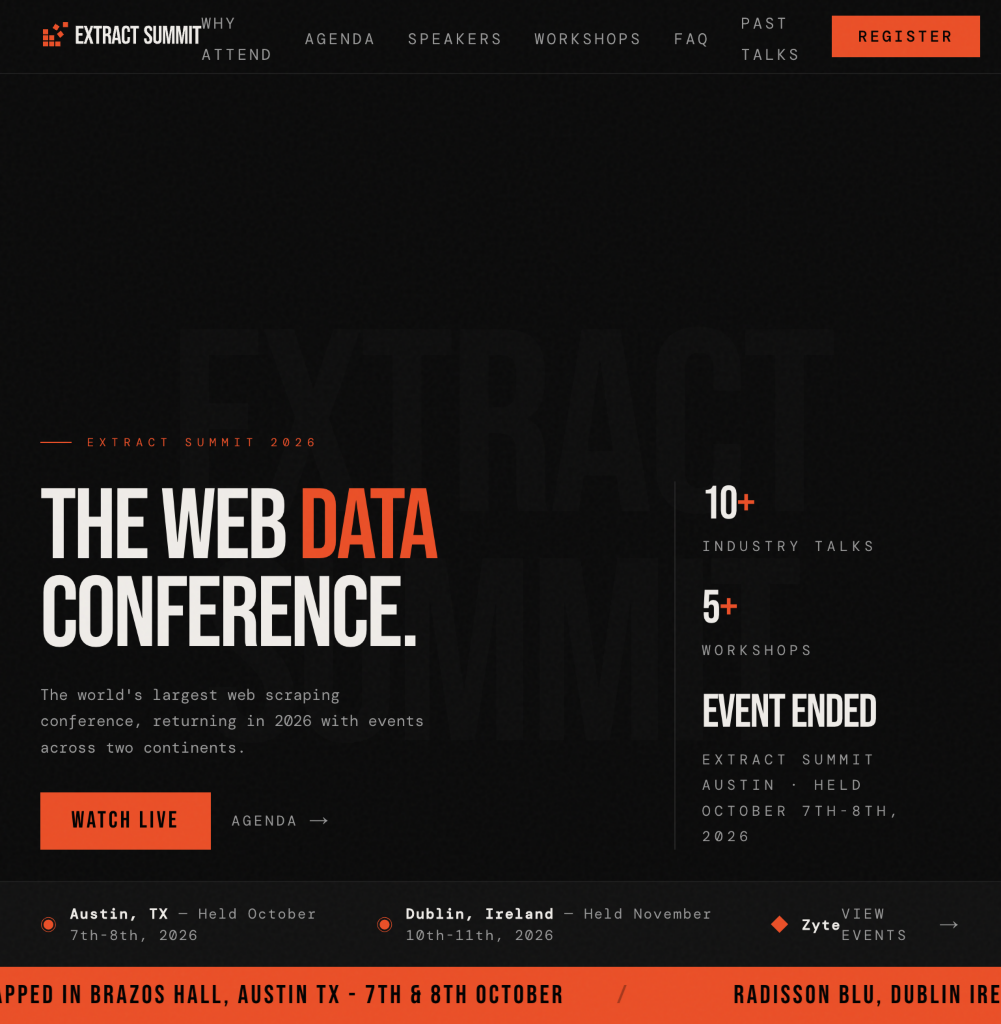 EXTRACT SUMMIT
WHY ATTEND
AGENDA
SPEAKERS
WORKSHOPS
FAQ
PAST TALKS
REGISTER
EXTRACT
SUMMIT
EXTRACT SUMMIT 2026
THE WEB DATA
CONFERENCE.
The world's largest web scraping
conference, returning in 2026 with events
across two continents.
WATCH LIVE
AGENDA →
10+
INDUSTRY TALKS
5+
WORKSHOPS
EVENT ENDED
EXTRACT SUMMIT
AUSTIN · HELD
OCTOBER 7TH-8TH,
2026
Austin, TX — Held October
7th-8th, 2026
Dublin, Ireland — Held November
10th-11th, 2026
Zyte
VIEW
EVENTS →
IN BRAZOS HALL, AUSTIN TX - 7TH & 8TH OCTOBER / RADISSON BLU, DUBLIN